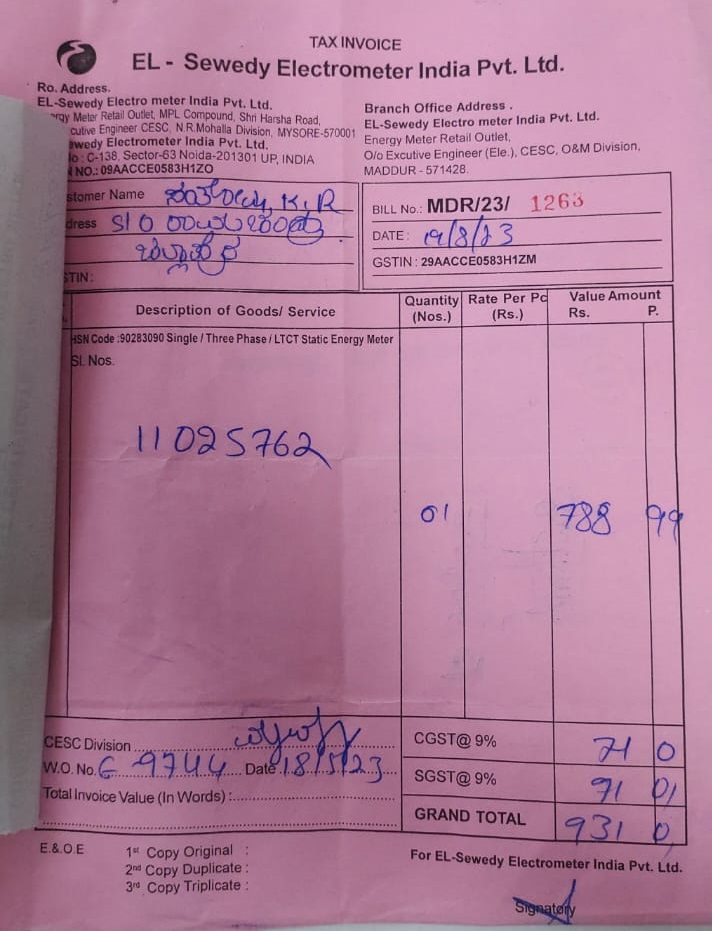 TAX INVOICE
EL - Sewedy Electrometer India Pvt. Ltd.
Ro. Address.
EL-Sewedy Electro meter India Pvt. Ltd.
rgy Meter Retail Outlet, MPL Compound, Shri Harsha Road,
cutive Engineer CESC, N.R.Mohalla Division, MYSORE-570001
wedy Electrometer India Pvt. Ltd.
o : C-138, Sector-63 Noida-201301 UP, INDIA
NO.: 09AACCE0583H1ZO
Branch Office Address .
EL-Sewedy Electro meter India Pvt. Ltd.
Energy Meter Retail Outlet,
O/o Excutive Engineer (Ele.), CESC, O&M Division,
MADDUR - 571428.
stomer Name K.R
dress S/O
STIN:
BILL No.: MDR/23/ 1263
DATE: 19/8/23
GSTIN : 29AACCE0583H1ZM
Description of Goods/ Service
Quantity (Nos.)
Rate Per Pc (Rs.)
Value Amount
Rs. P.
HSN Code :90283090 Single / Three Phase / LTCT Static Energy Meter
Sl. Nos.
11025762
01 788 99
CESC Division
W.O. No. 9744 Date 18/5/23
Total Invoice Value (In Words) :
CGST@ 9% 71 0
SGST@ 9% 71 01
GRAND TOTAL 931 0
E.& O.E
1st Copy Original :
2nd Copy Duplicate :
3rd Copy Triplicate :
For EL-Sewedy Electrometer India Pvt. Ltd.
Signatory